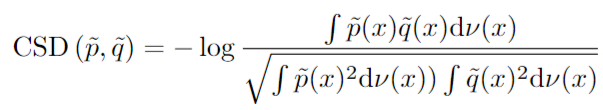 CSD (p̃, q̃) = − log ∫ p̃(x)q̃(x)dν(x) / √(∫ p̃(x)²dν(x)) ∫ q̃(x)²dν(x)